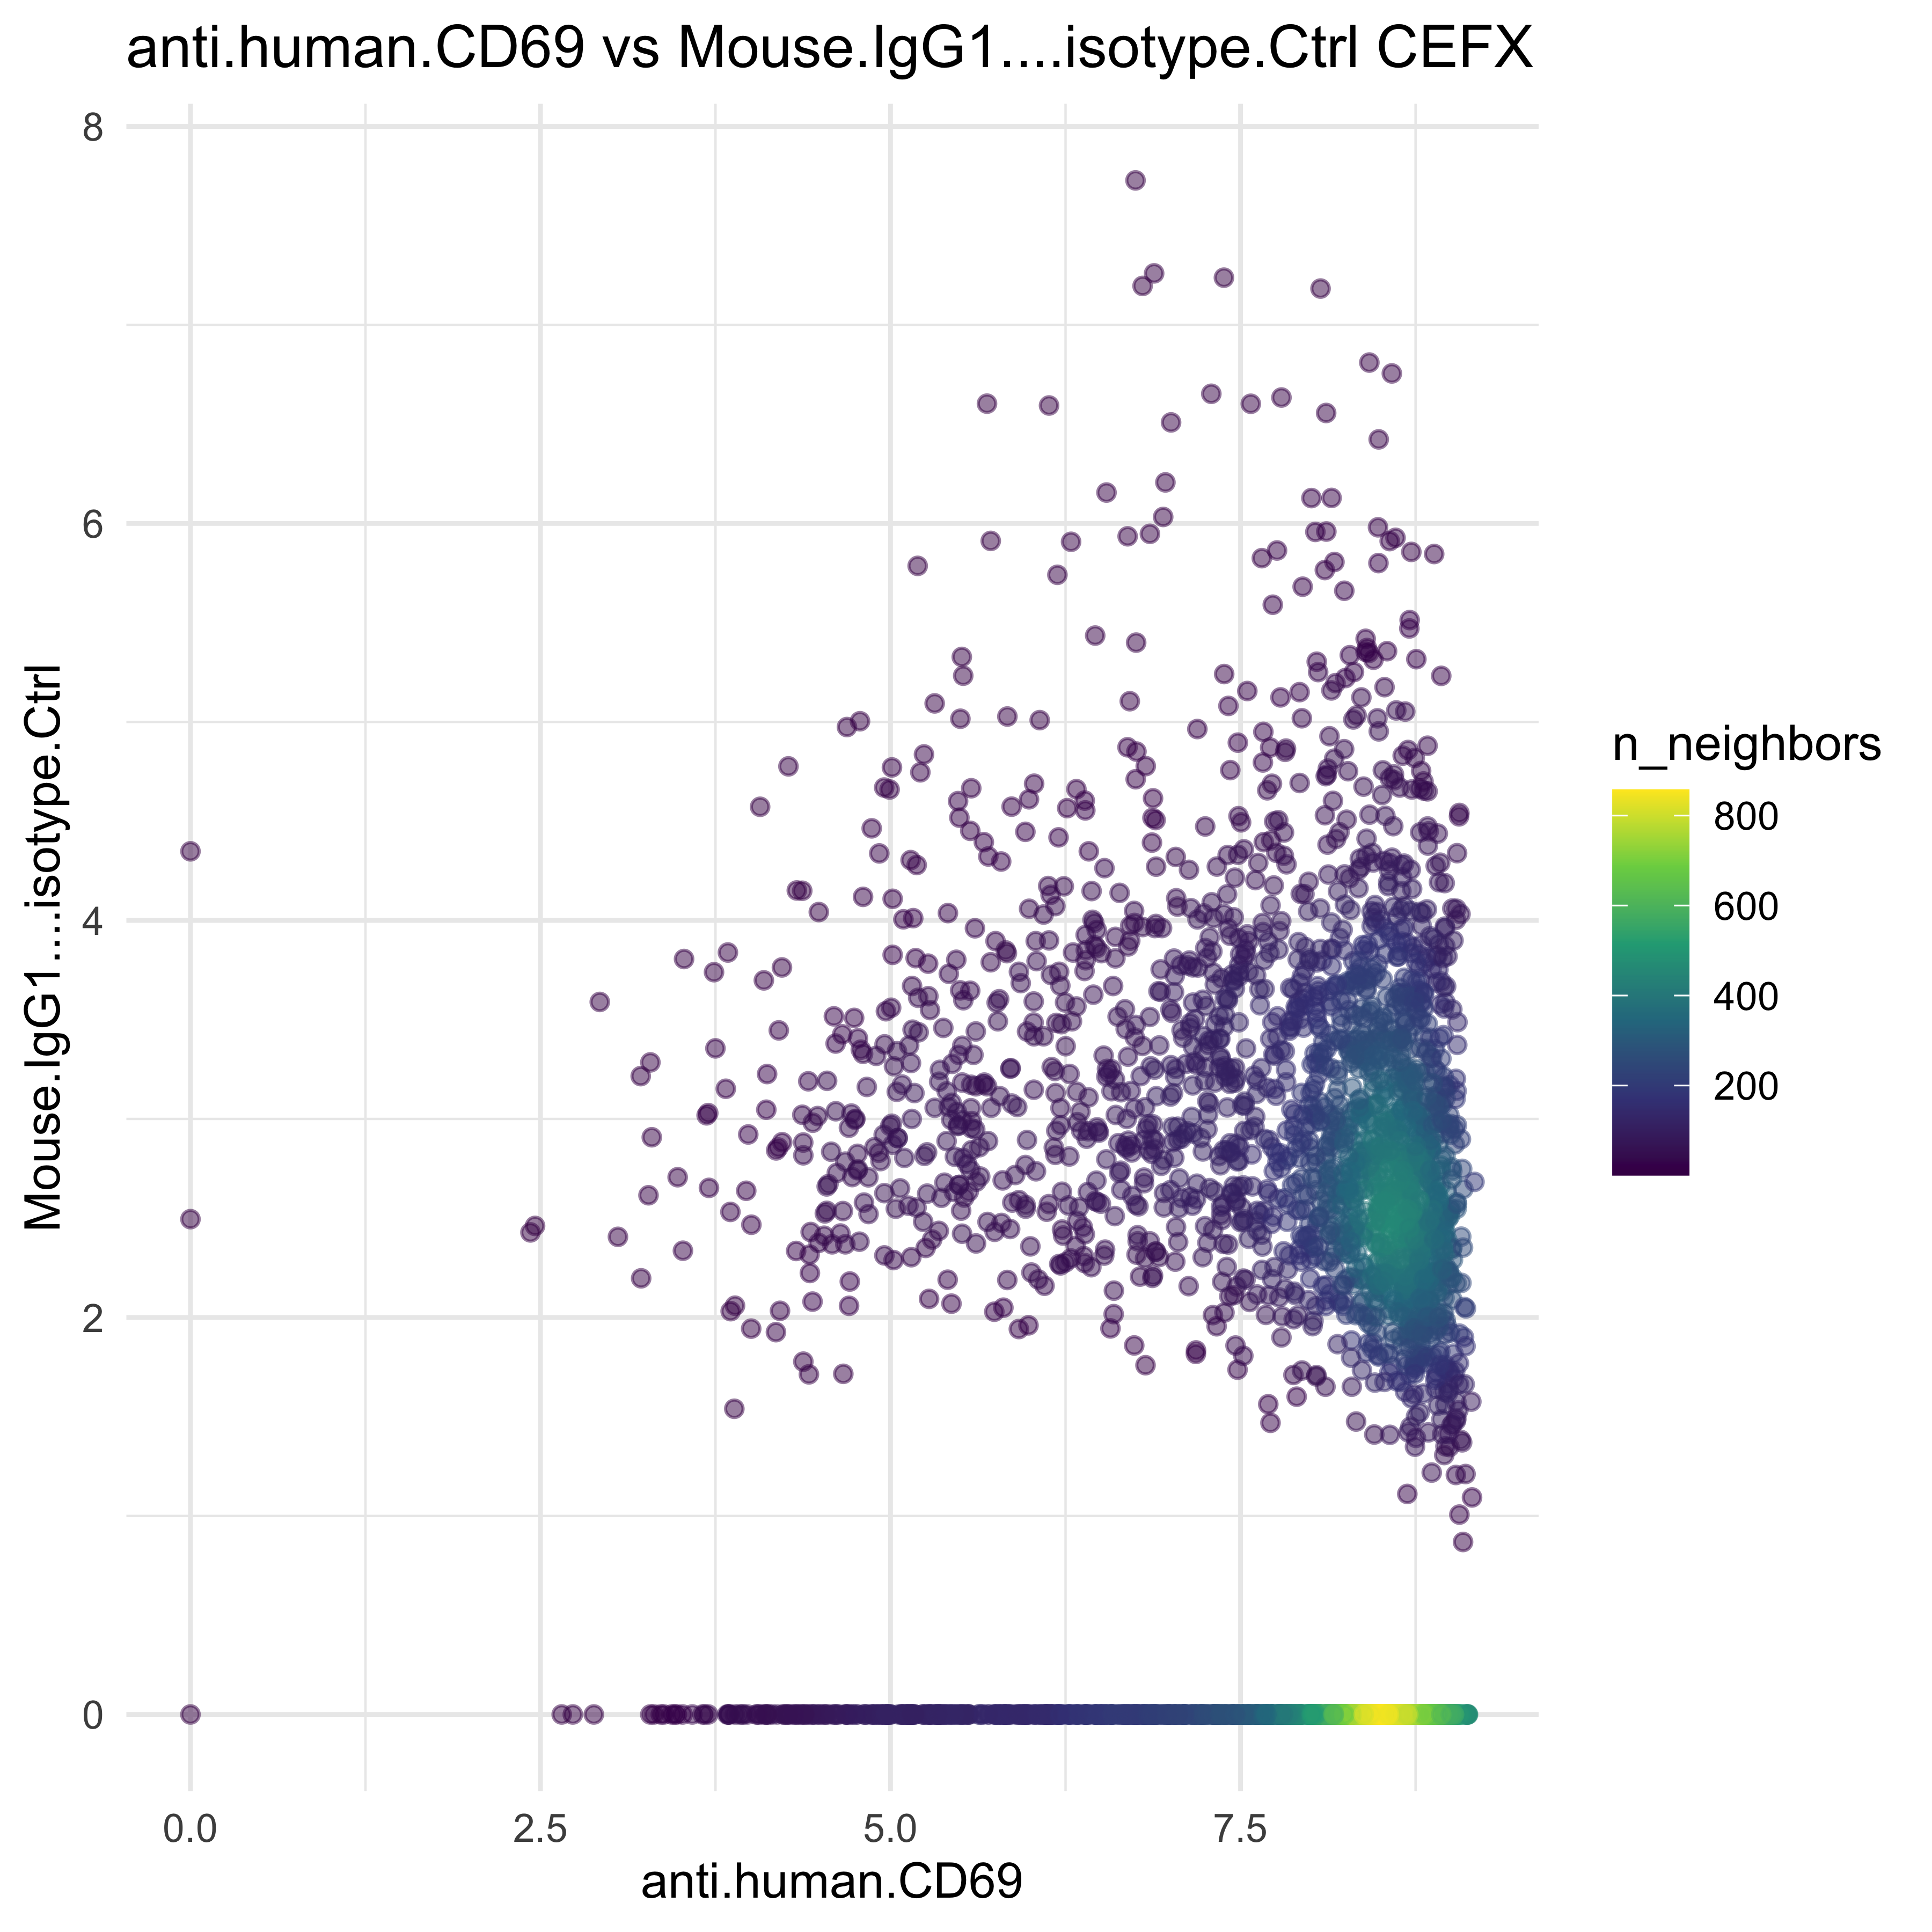 anti.human.CD69 vs Mouse.IgG1....isotype.Ctrl CEFX
Mouse.IgG1....isotype.Ctrl
8
6
4
2
0
0.0 2.5 5.0 7.5
anti.human.CD69
n_neighbors
800
600
400
200